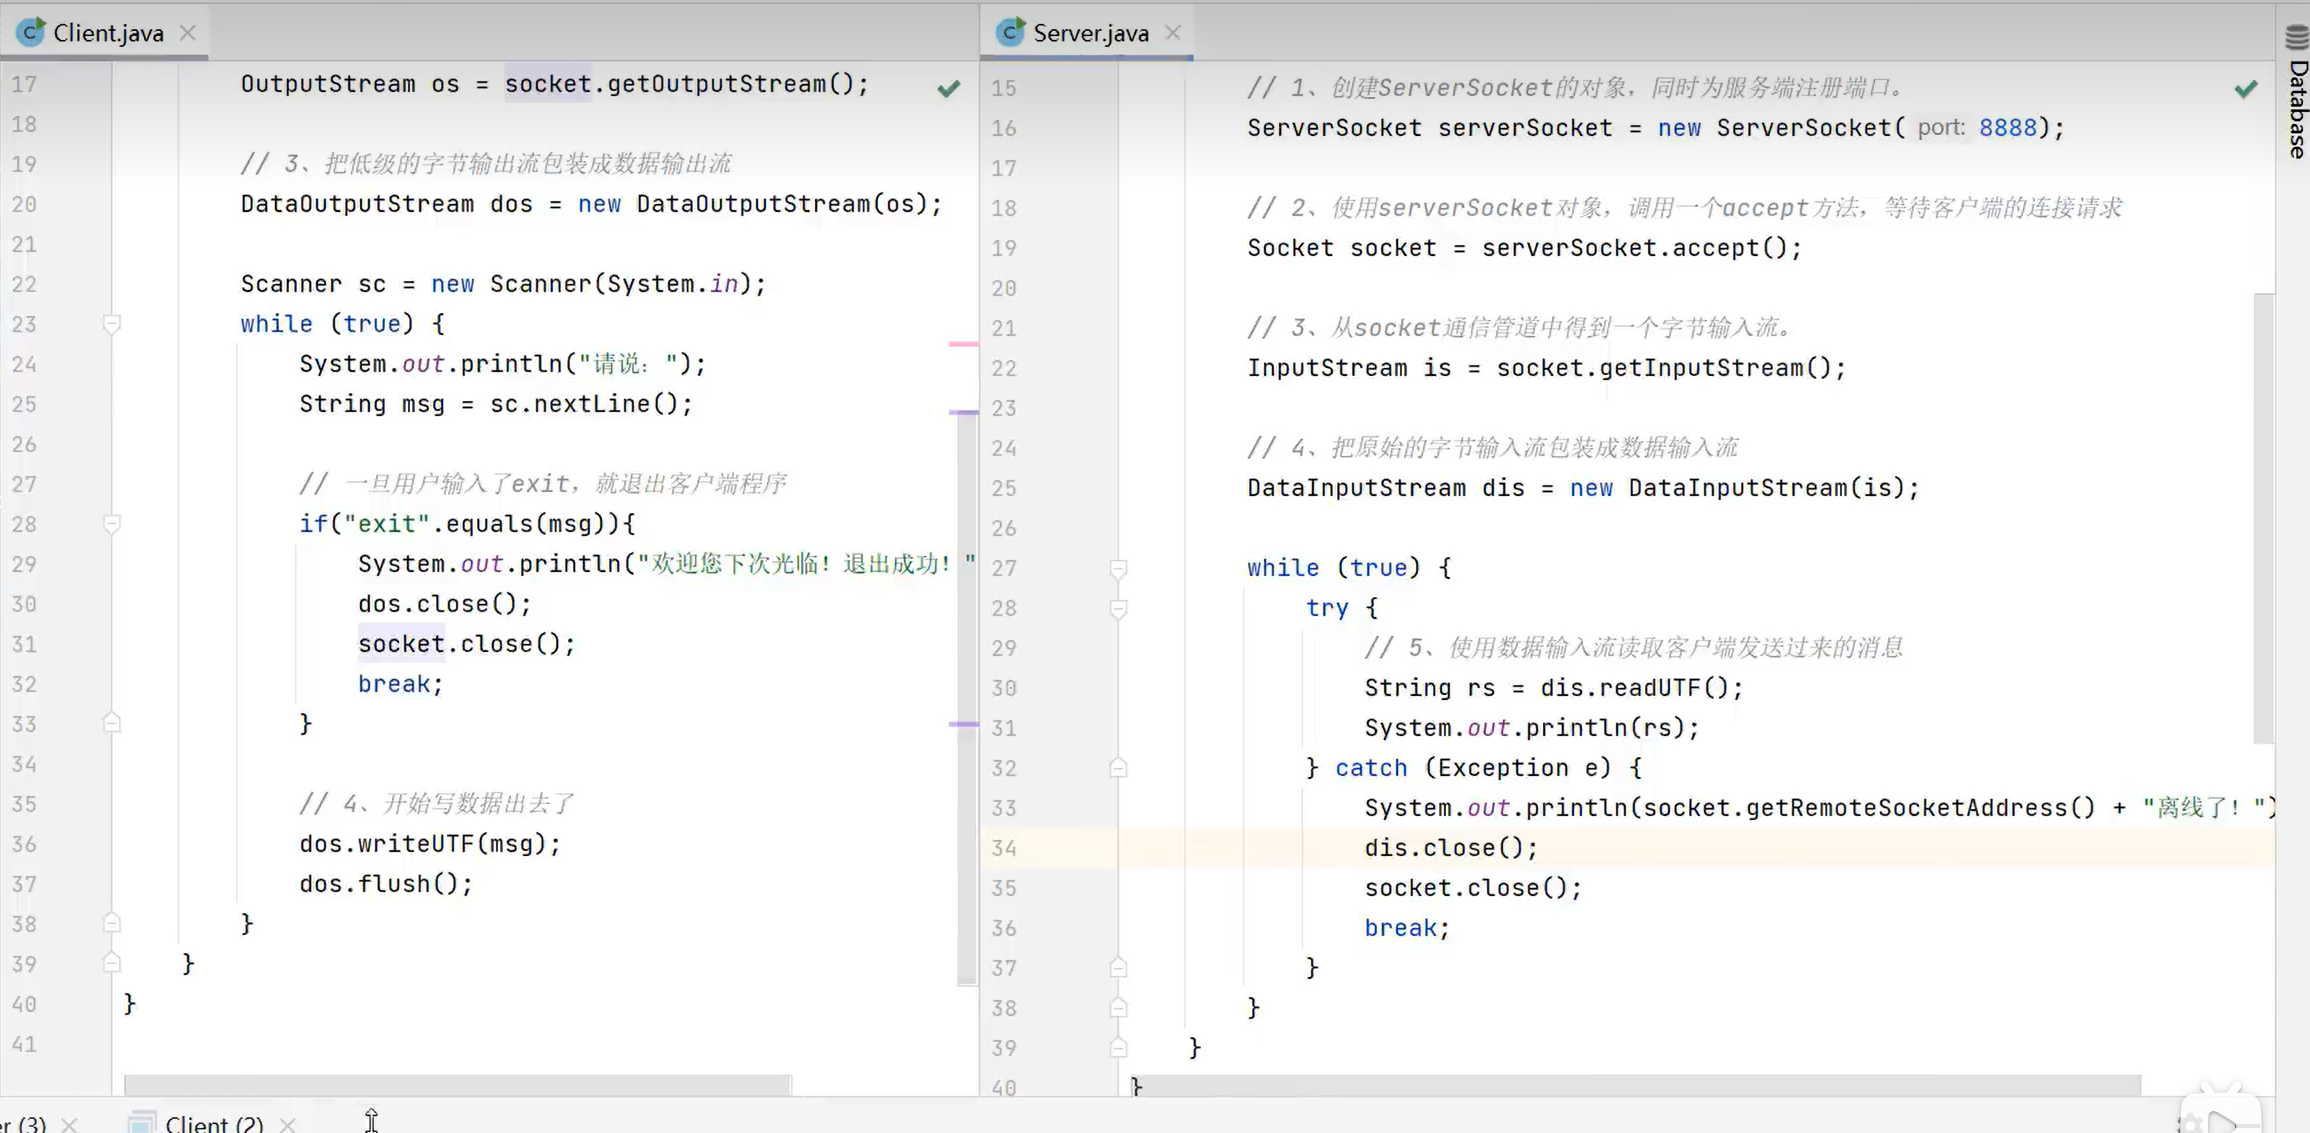 Client.java
17 OutputStream os = socket.getOutputStream();
18
19 // 3、把低级的字节输出流包装成数据输出流
20 DataOutputStream dos = new DataOutputStream(os);
21
22 Scanner sc = new Scanner(System.in);
23 while (true) {
24 System.out.println("请说：");
25 String msg = sc.nextLine();
26
27 // 一旦用户输入了exit，就退出客户端程序
28 if("exit".equals(msg)){
29 System.out.println("欢迎您下次光临！退出成功！"
30 dos.close();
31 socket.close();
32 break;
33 }
34
35 // 4、开始写数据出去了
36 dos.writeUTF(msg);
37 dos.flush();
38 }
39 }
40 }
41
Server.java
15 // 1、创建ServerSocket的对象，同时为服务端注册端口。
16 ServerSocket serverSocket = new ServerSocket( port: 8888);
17
18 // 2、使用serverSocket对象，调用一个accept方法，等待客户端的连接请求
19 Socket socket = serverSocket.accept();
20
21 // 3、从socket通信管道中得到一个字节输入流。
22 InputStream is = socket.getInputStream();
23
24 // 4、把原始的字节输入流包装成数据输入流
25 DataInputStream dis = new DataInputStream(is);
26
27 while (true) {
28 try {
29 // 5、使用数据输入流读取客户端发送过来的消息
30 String rs = dis.readUTF();
31 System.out.println(rs);
32 } catch (Exception e) {
33 System.out.println(socket.getRemoteSocketAddress() + "离线了！")
34 dis.close();
35 socket.close();
36 break;
37 }
38 }
39 }
40 }
Database
er (3)
Client (2)